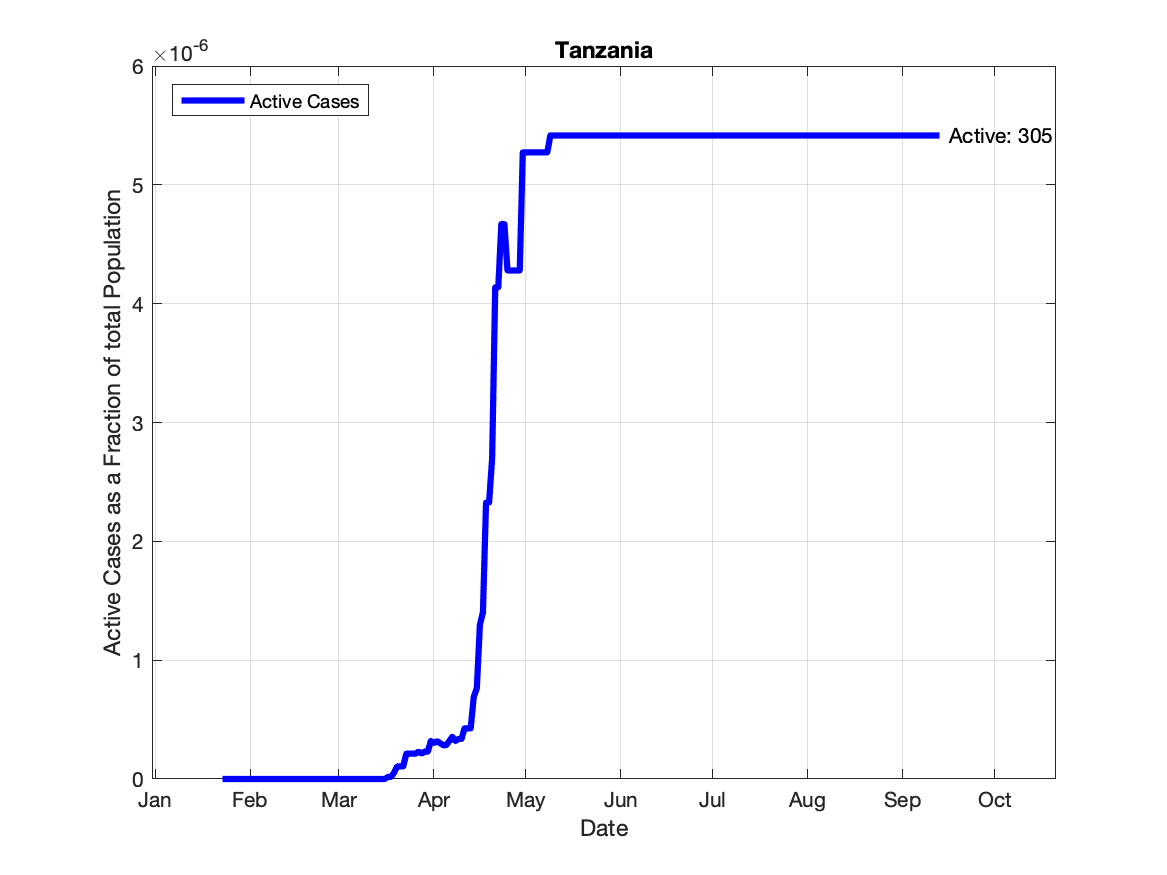 Tanzania
×10-6
6
5
4
3
2
1
0
Active Cases as a Fraction of total Population
Active Cases
Active: 305
Jan Feb Mar Apr May Jun Jul Aug Sep Oct
Date